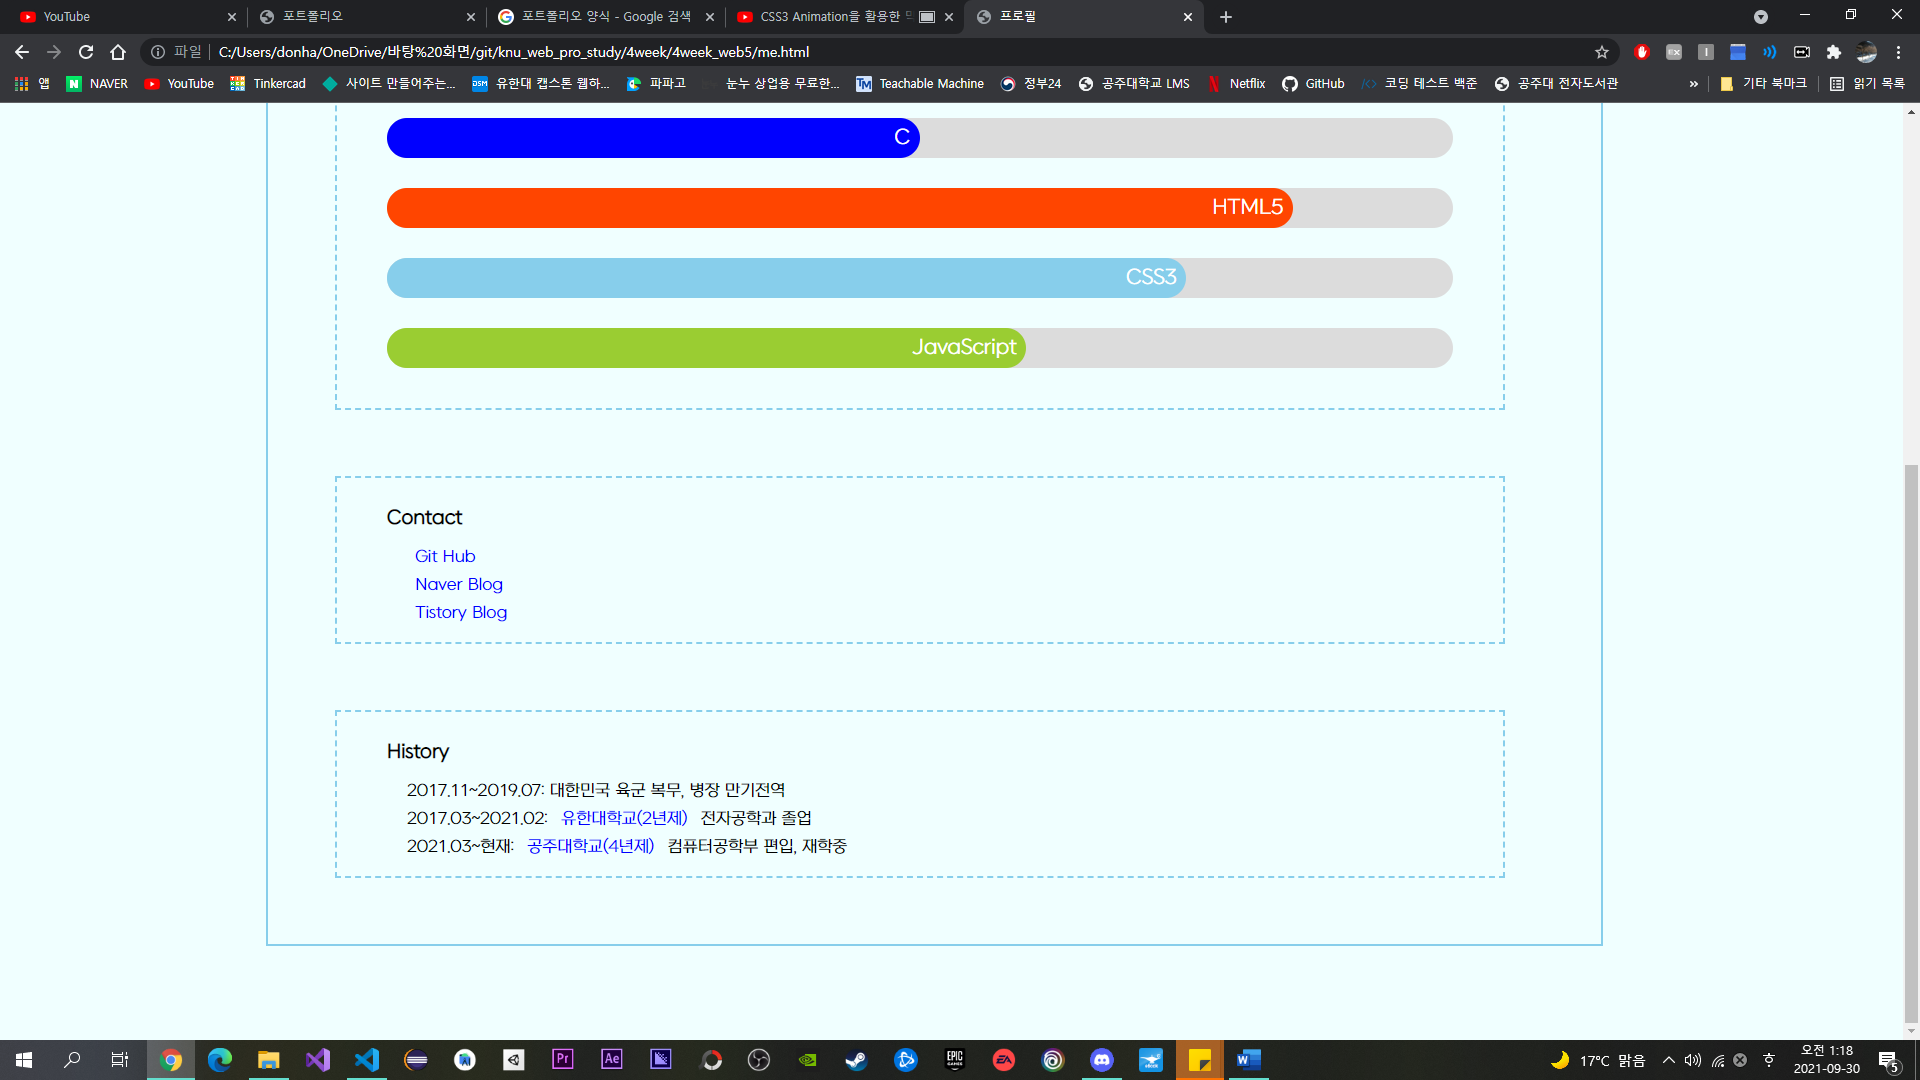 YouTube
포트폴리오
포트폴리오 양식 - Google 검색
CSS3 Animation을 활용한
프로필
파일 C:/Users/donha/OneDrive/바탕%20화면/git/knu_web_pro_study/4week/4week_web5/me.html
앱 NAVER YouTube Tinkercad 사이트 만들어주는... 유한대 캡스톤 웹하... 파파고 눈누 상업용 무료한... Teachable Machine 정부24 공주대학교 LMS Netflix GitHub 코딩 테스트 백준 공주대 전자도서관 » 기타 북마크 읽기 목록
C
HTML5
CSS3
JavaScript
Contact
Git Hub
Naver Blog
Tistory Blog
History
2017.11~2019.07: 대한민국 육군 복무, 병장 만기전역
2017.03~2021.02: 유한대학교(2년제) 전자공학과 졸업
2021.03~현재: 공주대학교(4년제) 컴퓨터공학부 편입, 재학중
17°C 맑음
오전 1:18
2021-09-30
5